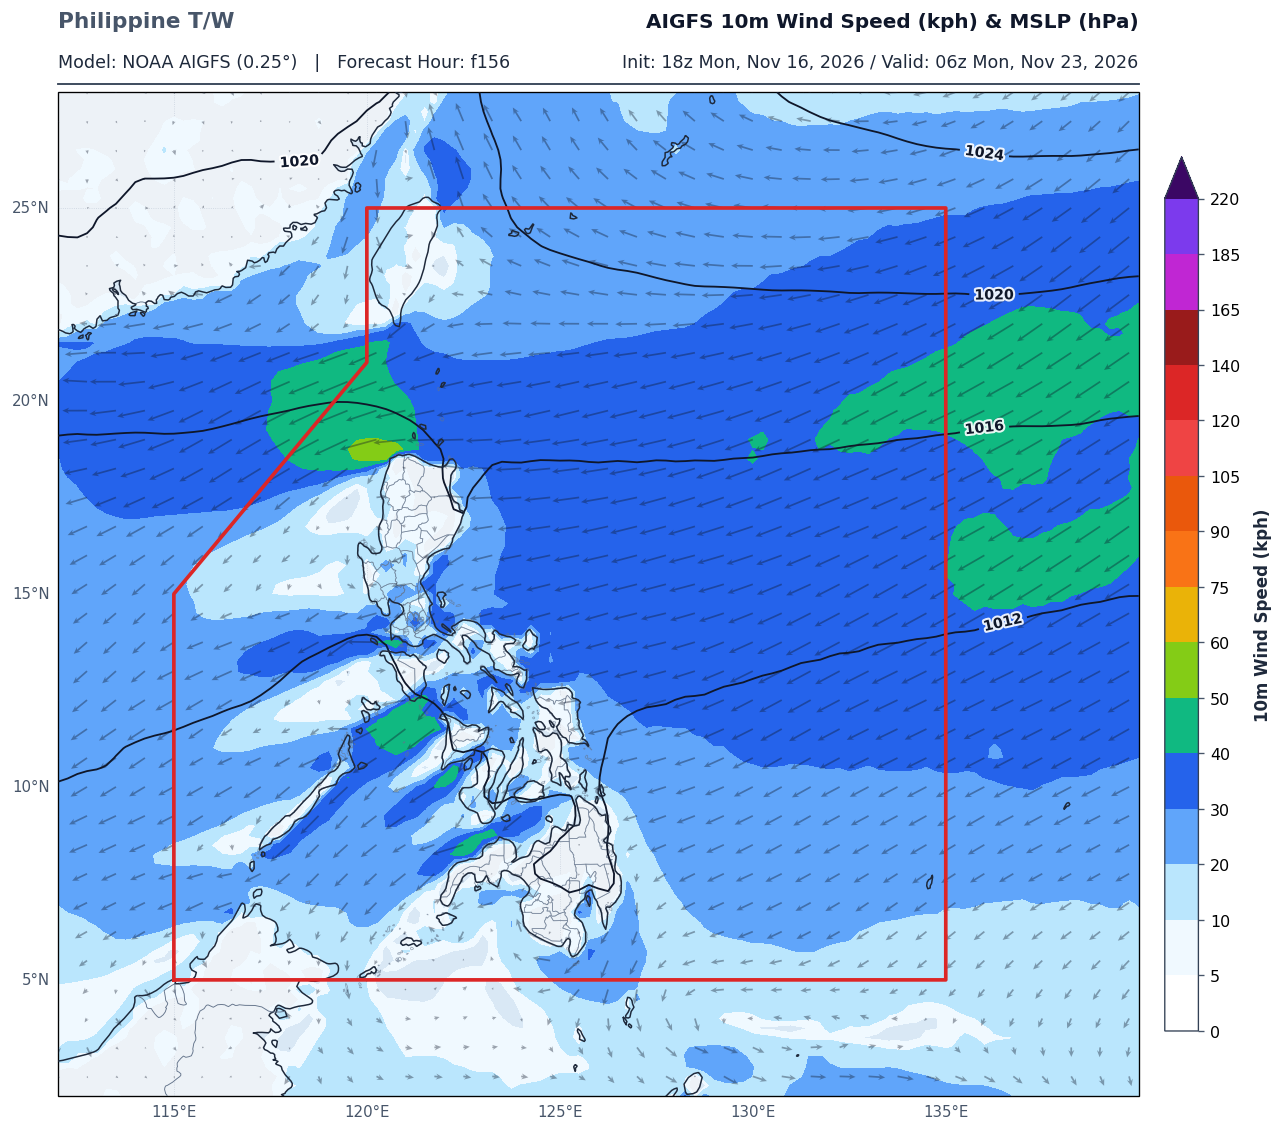 Philippine T/W
AIGFS 10m Wind Speed (kph) & MSLP (hPa)
Model: NOAA AIGFS (0.25°) | Forecast Hour: f156
Init: 18z Mon, Nov 16, 2026 / Valid: 06z Mon, Nov 23, 2026
1020
1024
1020
1016
1012
25°N
20°N
15°N
10°N
5°N
115°E
120°E
125°E
130°E
135°E
220
185
165
140
120
105
90
75
60
50
40
30
20
10
5
0
10m Wind Speed (kph)